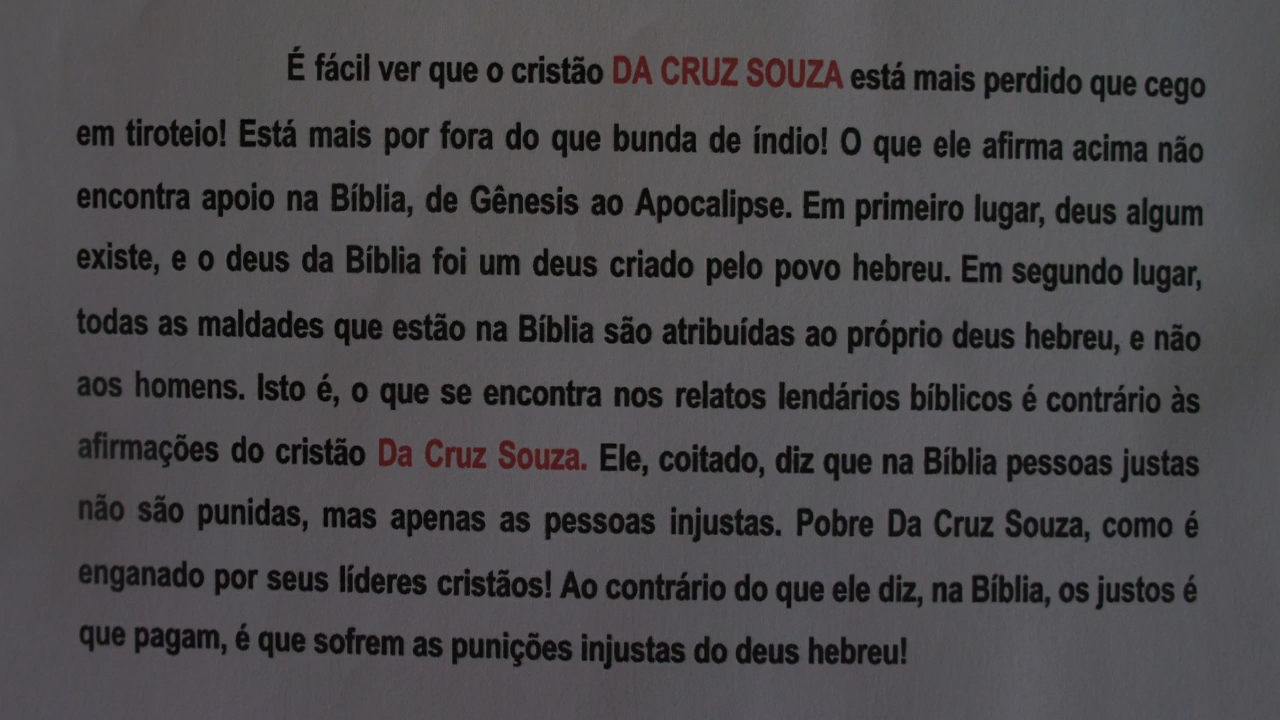 É fácil ver que o cristão DA CRUZ SOUZA está mais perdido que cego
em tiroteio! Está mais por fora do que bunda de índio! O que ele afirma acima não
encontra apoio na Bíblia, de Gênesis ao Apocalipse. Em primeiro lugar, deus algum
existe, e o deus da Bíblia foi um deus criado pelo povo hebreu. Em segundo lugar,
todas as maldades que estão na Bíblia são atribuídas ao próprio deus hebreu, e não
aos homens. Isto é, o que se encontra nos relatos lendários bíblicos é contrário às
afirmações do cristão Da Cruz Souza. Ele, coitado, diz que na Bíblia pessoas justas
não são punidas, mas apenas as pessoas injustas. Pobre Da Cruz Souza, como é
enganado por seus líderes cristãos! Ao contrário do que ele diz, na Bíblia, os justos é
que pagam, é que sofrem as punições injustas do deus hebreu!